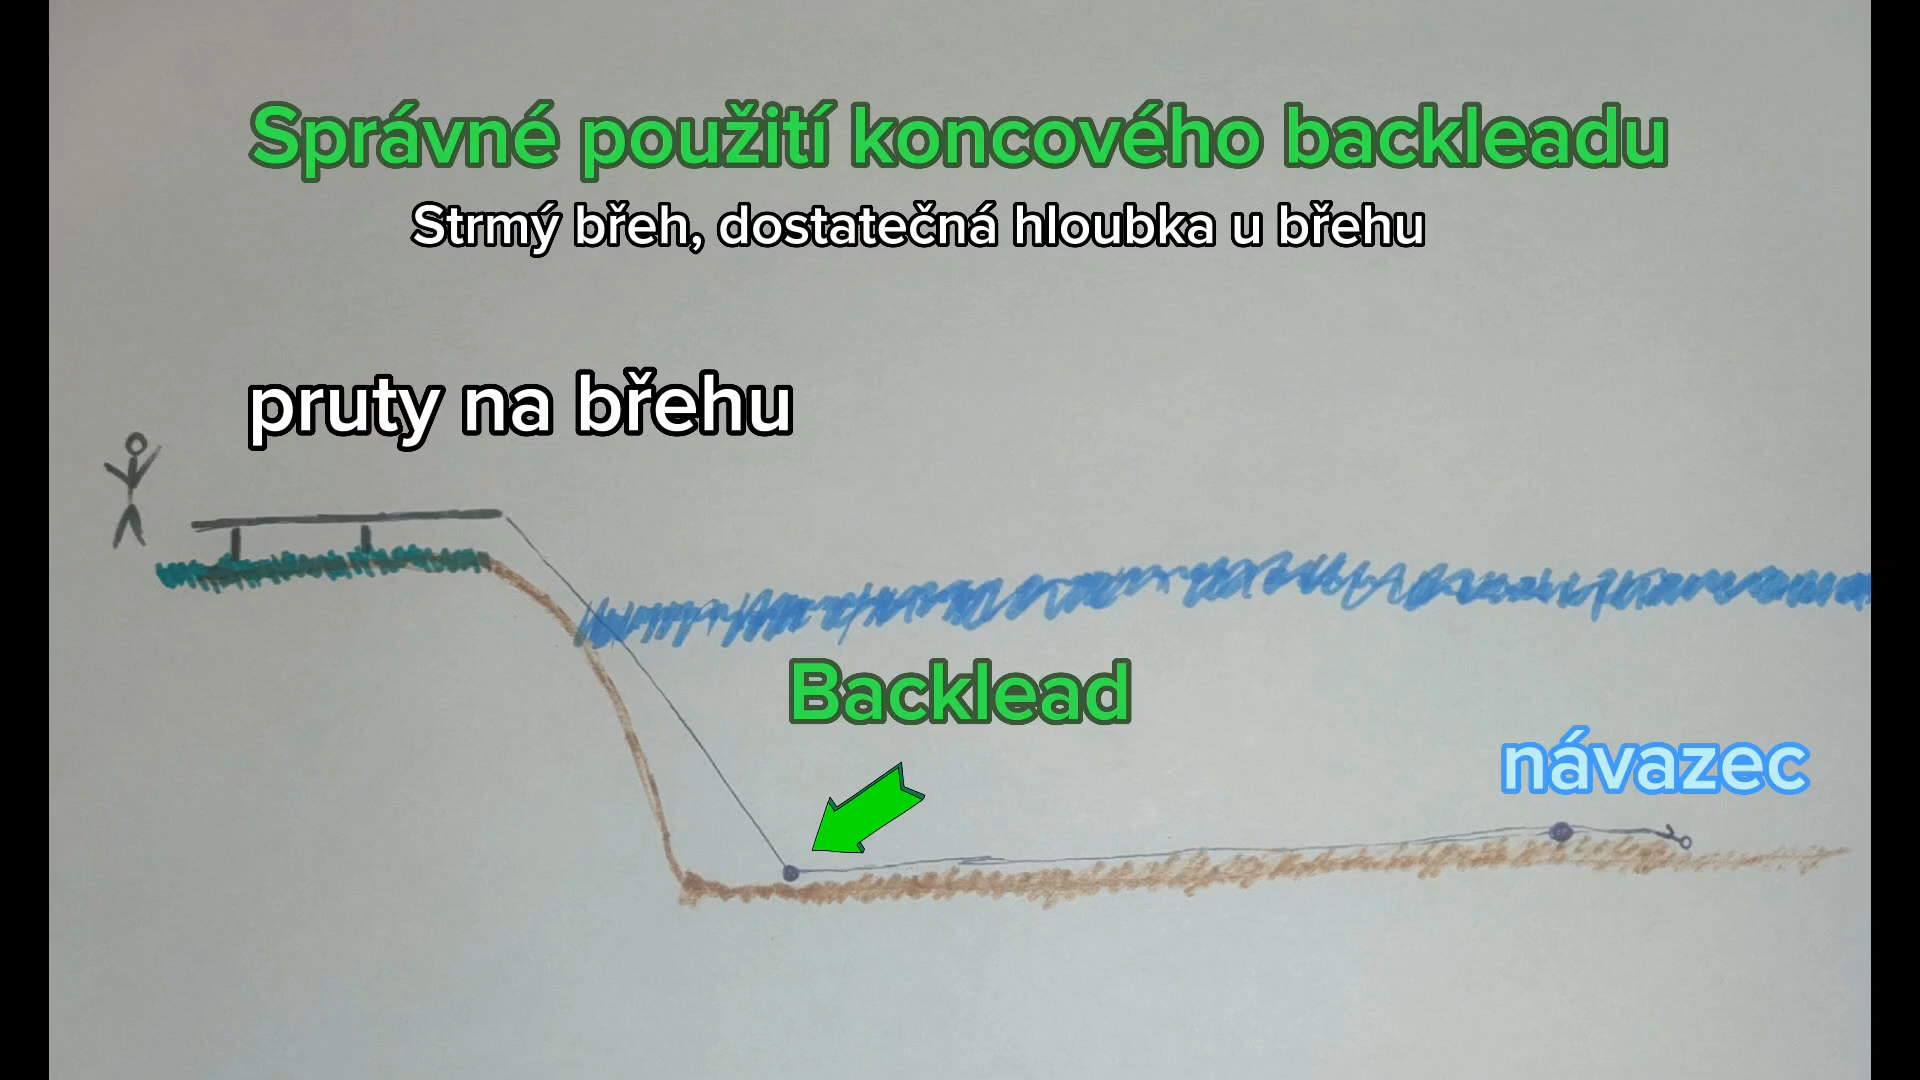 Správné použití koncového backleadu
Strmý břeh, dostatečná hloubka u břehu
pruty na břehu
Backlead
návazec